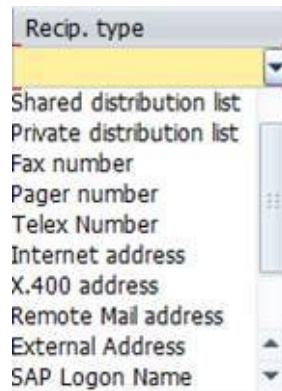 Recip. type
Shared distribution list
Private distribution list
Fax number
Pager number
Telex Number
Internet address
X.400 address
Remote Mail address
External Address
SAP Logon Name